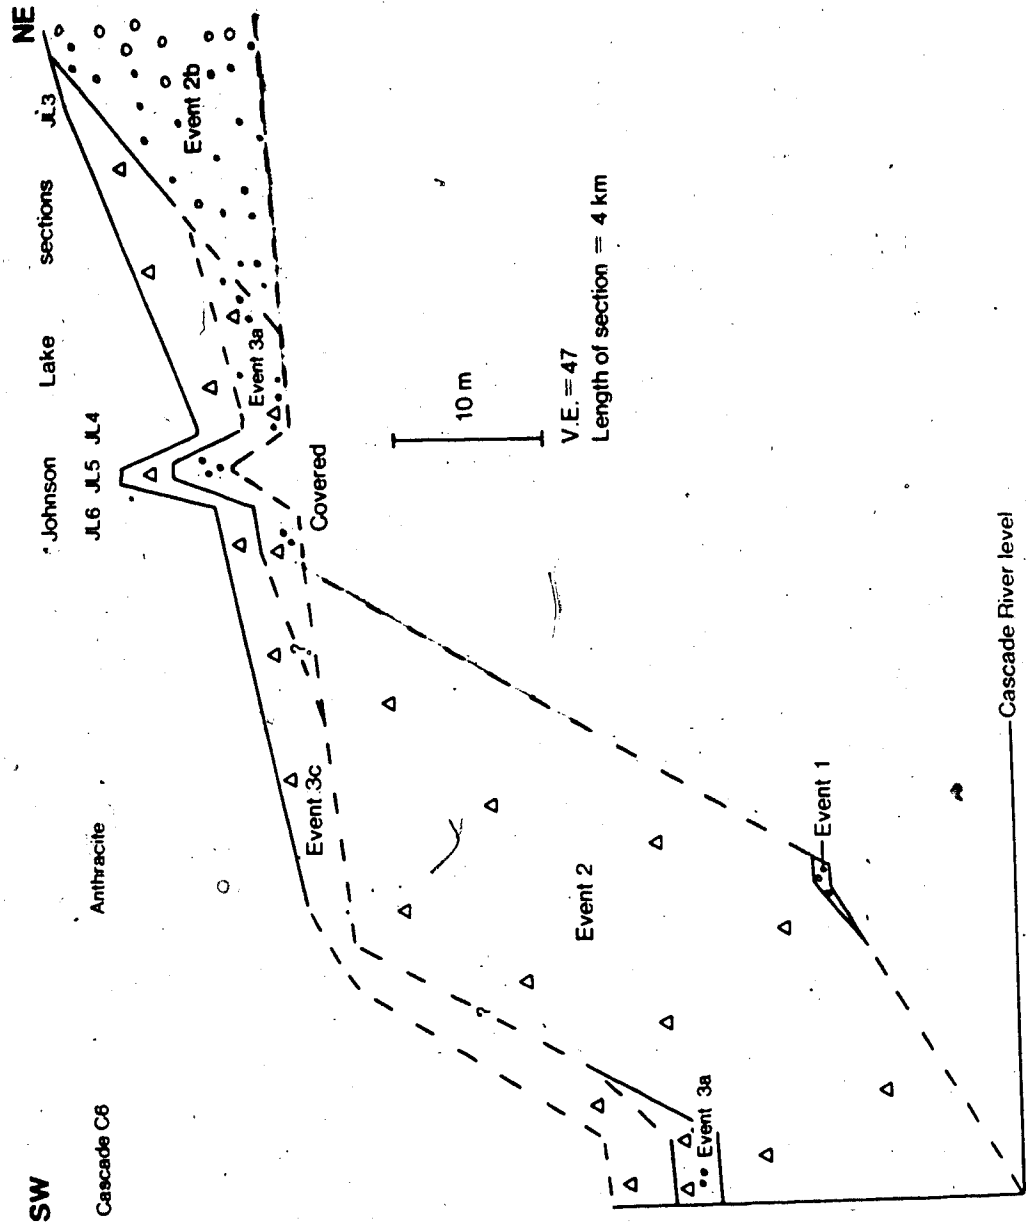 SW
NE
Cascade C6
Anthracite
Johnson Lake sections
JL6 JL5 JL4
JL3
Event 2b
Event 3a
Event 3c
?
Covered
10 m
V.E. = 47
Length of section = 4 km
Event 2
?
Event 1
Event 3a
Cascade River level